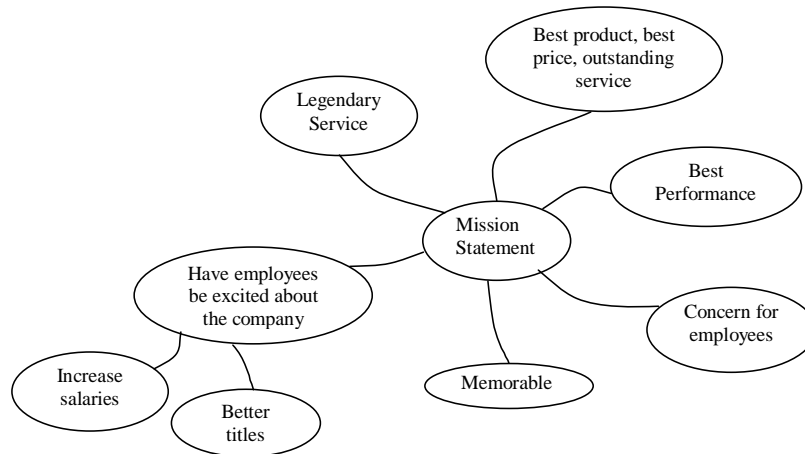 Best product, best
price, outstanding
service
Legendary
Service
Best
Performance
Mission
Statement
Have employees
be excited about
the company
Concern for
employees
Increase
salaries
Memorable
Better
titles